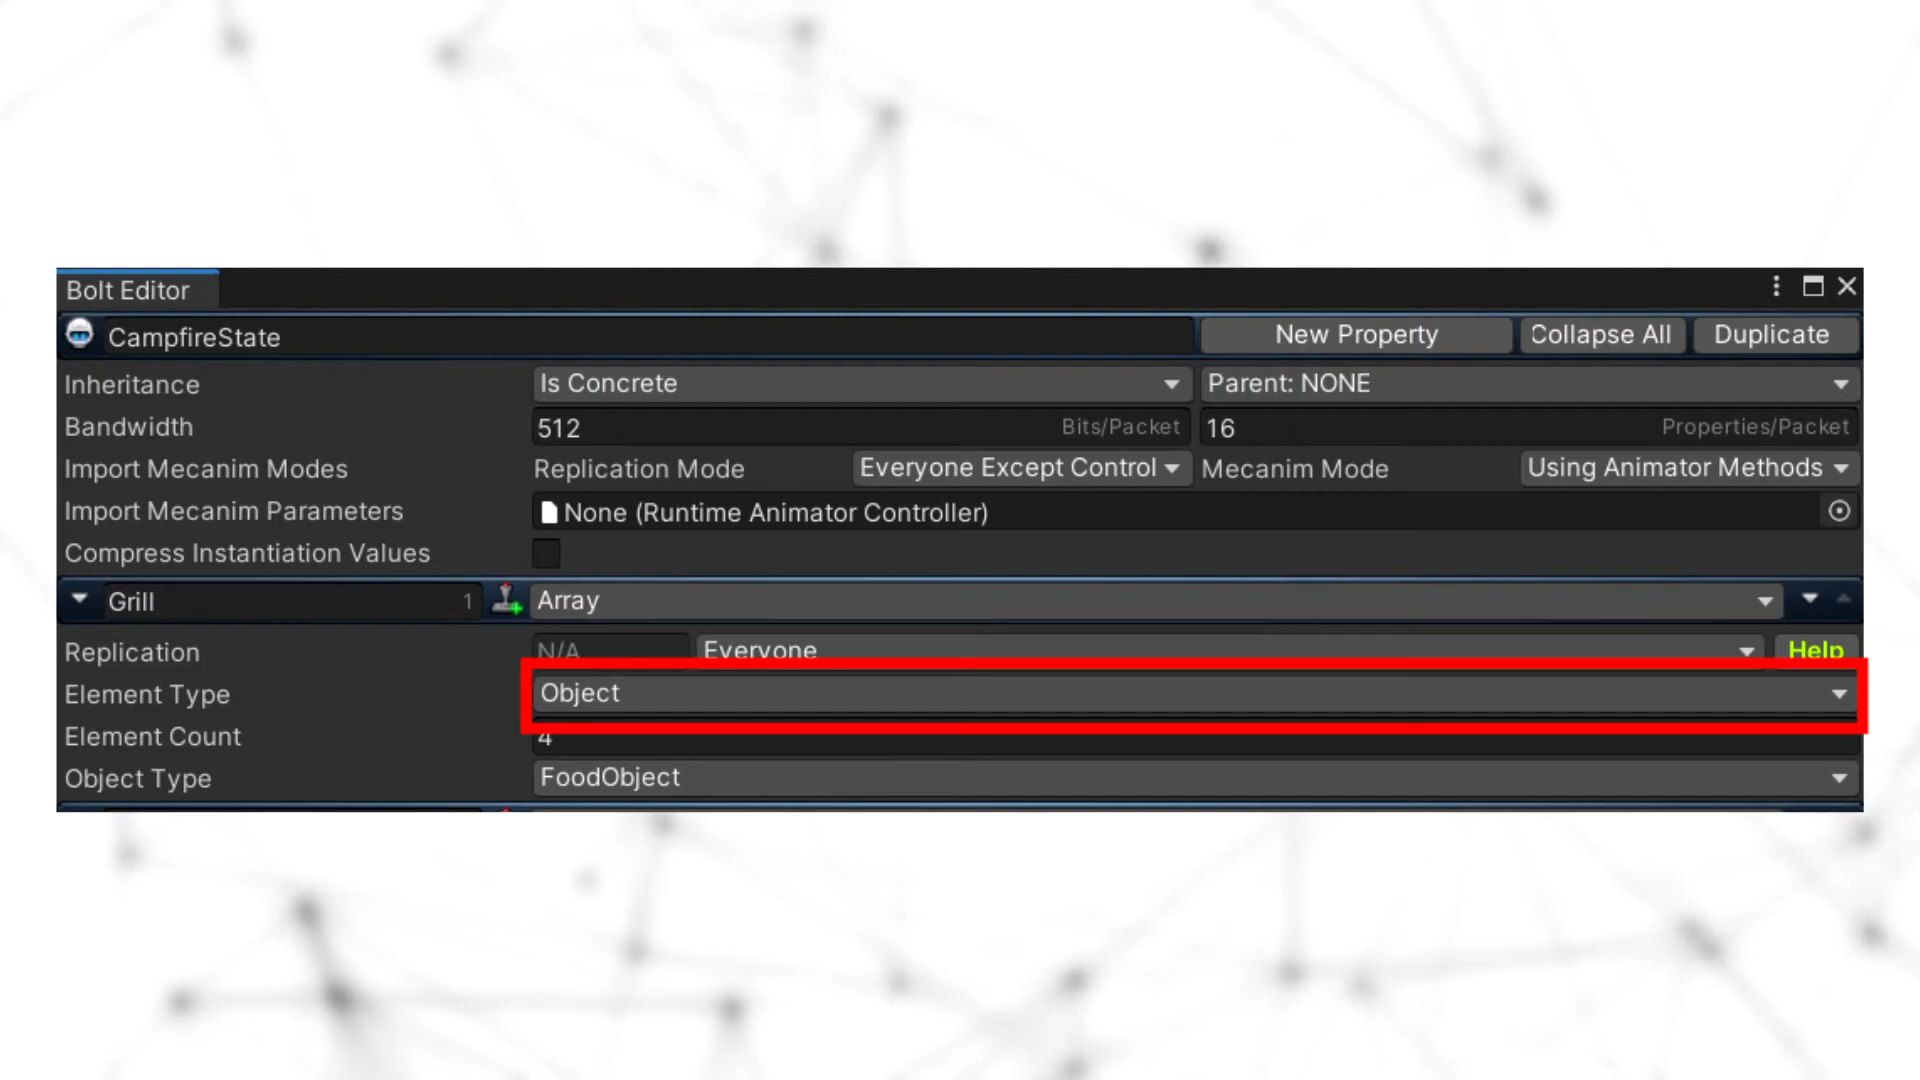 Bolt Editor
CampfireState New Property Collapse All Duplicate
Inheritance Is Concrete Parent: NONE
Bandwidth 512 Bits/Packet 16 Properties/Packet
Import Mecanim Modes Replication Mode Everyone Except Control Mecanim Mode Using Animator Methods
Import Mecanim Parameters None (Runtime Animator Controller)
Compress Instantiation Values
Grill 1 Array
Replication N/A Everyone Help
Element Type Object
Element Count 4
Object Type FoodObject